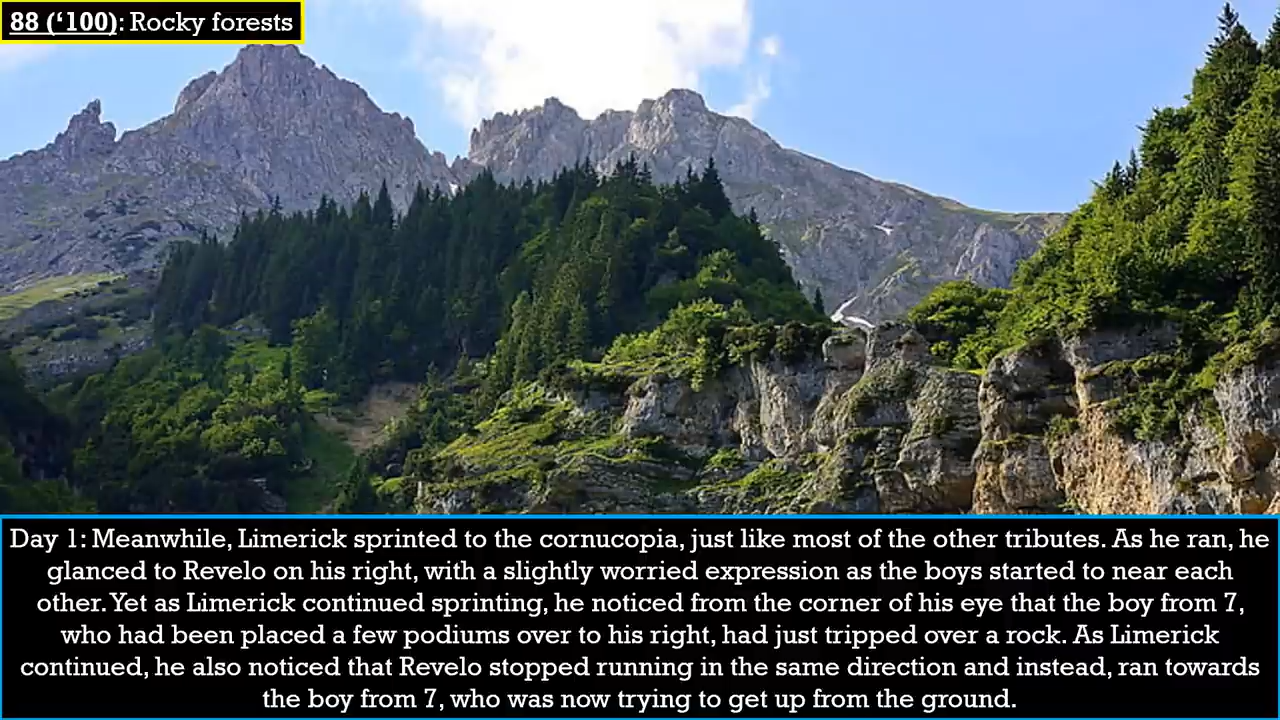 88 (‘100): Rocky forests
Day 1: Meanwhile, Limerick sprinted to the cornucopia, just like most of the other tributes. As he ran, he
glanced to Revelo on his right, with a slightly worried expression as the boys started to near each
other. Yet as Limerick continued sprinting, he noticed from the corner of his eye that the boy from 7,
who had been placed a few podiums over to his right, had just tripped over a rock. As Limerick
continued, he also noticed that Revelo stopped running in the same direction and instead, ran towards
the boy from 7, who was now trying to get up from the ground.